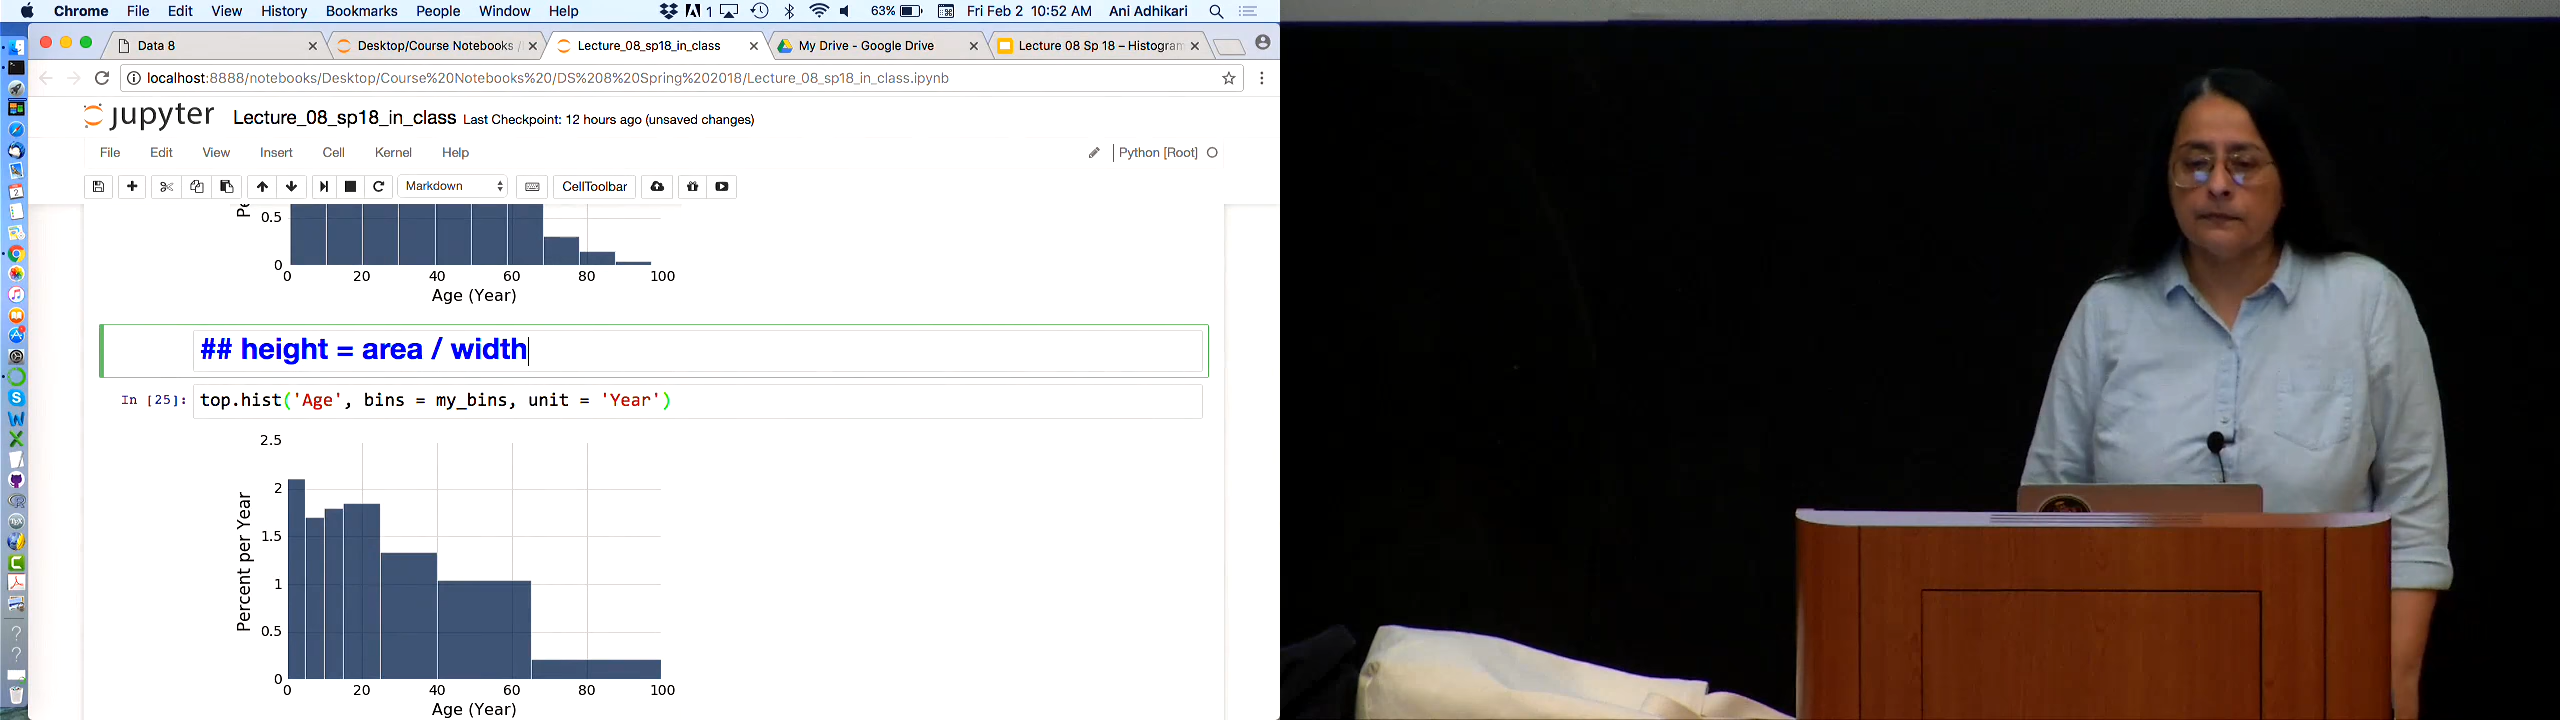 Chrome File Edit View History Bookmarks People Window Help 1 63% Fri Feb 2 10:52 AM Ani Adhikari
Data 8
Desktop/Course Notebooks /
Lecture_08_sp18_in_class
My Drive - Google Drive
Lecture 08 Sp 18 – Histogram
localhost:8888/notebooks/Desktop/Course%20Notebooks%20/DS%208%20Spring%202018/Lecture_08_sp18_in_class.ipynb
jupyter Lecture_08_sp18_in_class Last Checkpoint: 12 hours ago (unsaved changes)
File Edit View Insert Cell Kernel Help Python [Root]
Markdown CellToolbar
0.5
0
0 20 40 60 80 100
Age (Year)
## height = area / width
In [25]: top.hist('Age', bins = my_bins, unit = 'Year')
2.5
2
1.5
1
0.5
0
Percent per Year
0 20 40 60 80 100
Age (Year)